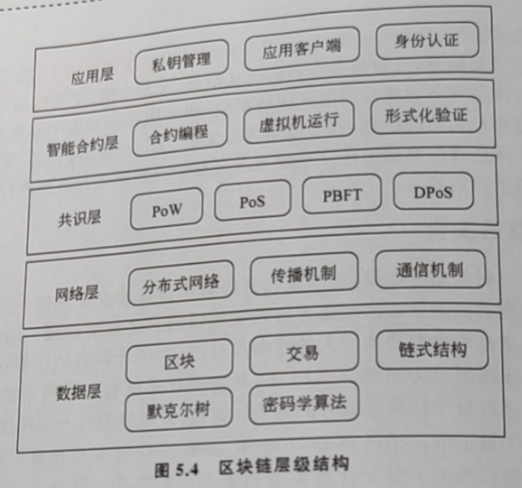 应用层 私钥管理 应用客户端 身份认证
智能合约层 合约编程 虚拟机运行 形式化验证
共识层 PoW PoS PBFT DPoS
网络层 分布式网络 传播机制 通信机制
数据层 区块 交易 链式结构
默克尔树 密码学算法
图 5.4 区块链层级结构